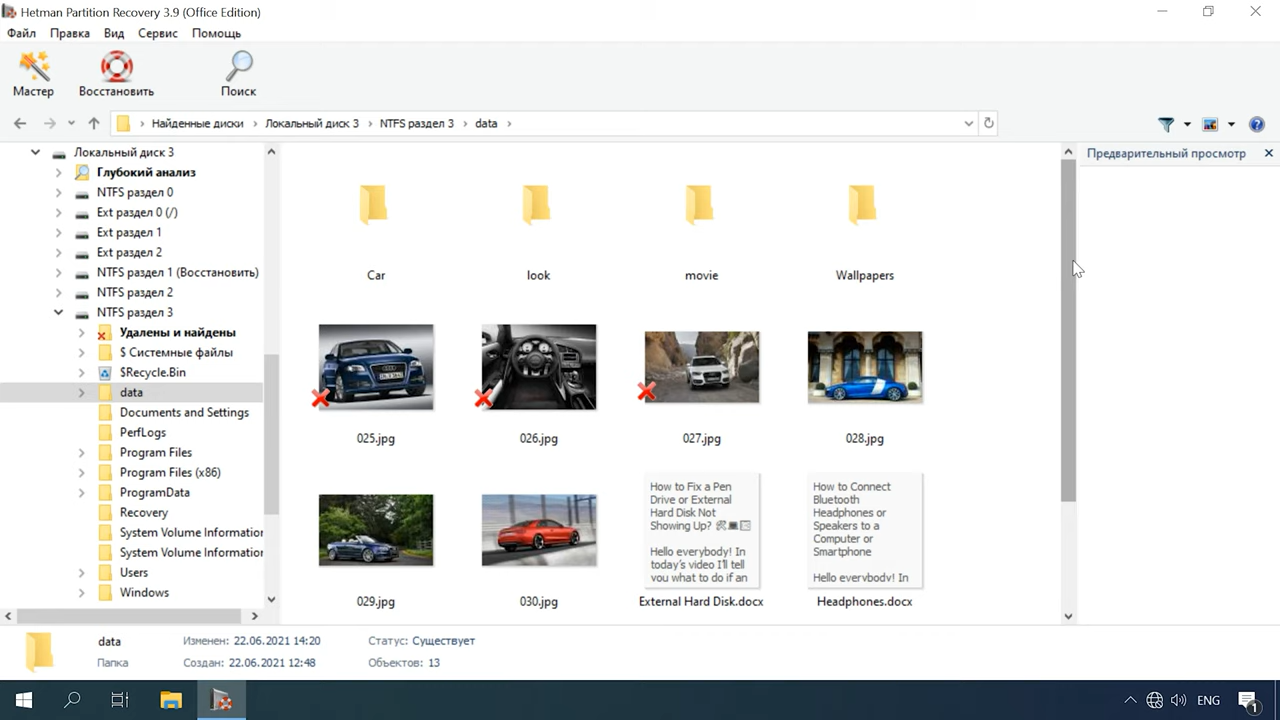 Hetman Partition Recovery 3.9 (Office Edition)
Файл Правка Вид Сервис Помощь
Мастер Восстановить Поиск
Найденные диски Локальный диск 3 NTFS раздел 3 data
Локальный диск 3
Глубокий анализ
NTFS раздел 0
Ext раздел 0 (/)
Ext раздел 1
Ext раздел 2
NTFS раздел 1 (Восстановить)
NTFS раздел 2
NTFS раздел 3
Удалены и найдены
$ Системные файлы
$Recycle.Bin
data
Documents and Settings
PerfLogs
Program Files
Program Files (x86)
ProgramData
Recovery
System Volume Information
System Volume Information
Users
Windows
Car look movie Wallpapers
025.jpg 026.jpg 027.jpg 028.jpg
How to Fix a Pen
Drive or External
Hard Disk Not
Showing Up?
Hello everybody! In
today's video I'll tell
you what to do if an
How to Connect
Bluetooth
Headphones or
Speakers to a
Computer or
Smartphone
Hello everybody! In
029.jpg 030.jpg External Hard Disk.docx Headphones.docx
Предварительный просмотр
data Изменен: 22.06.2021 14:20 Статус: Существует
Папка Создан: 22.06.2021 12:48 Объектов: 13
ENG 1